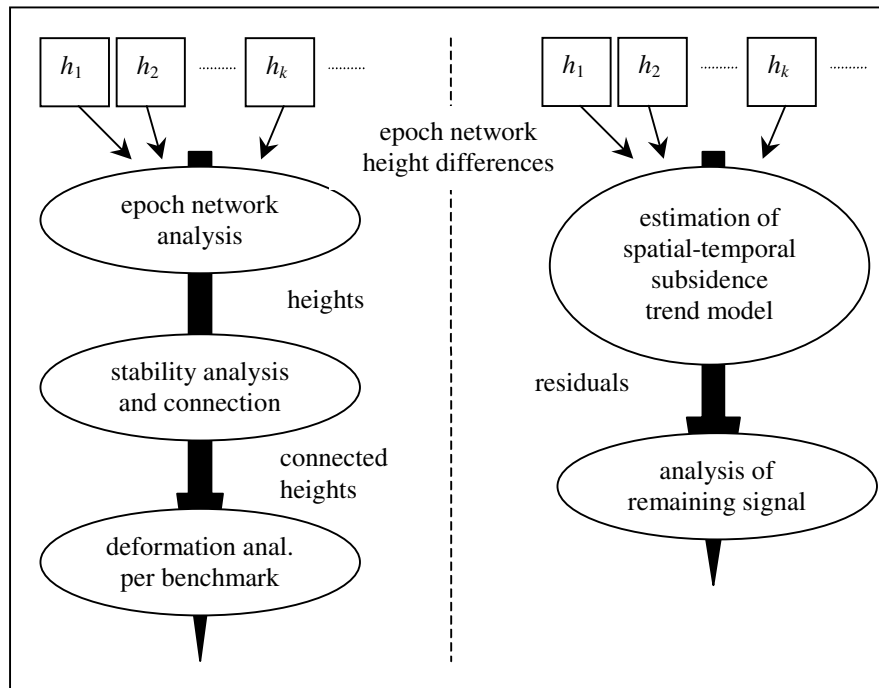 h1 h2 .......... hk ..........
epoch network
height differences
epoch network
analysis
heights
stability analysis
and connection
connected
heights
deformation anal.
per benchmark
h1 h2 .......... hk ..........
estimation of
spatial-temporal
subsidence
trend model
residuals
analysis of
remaining signal